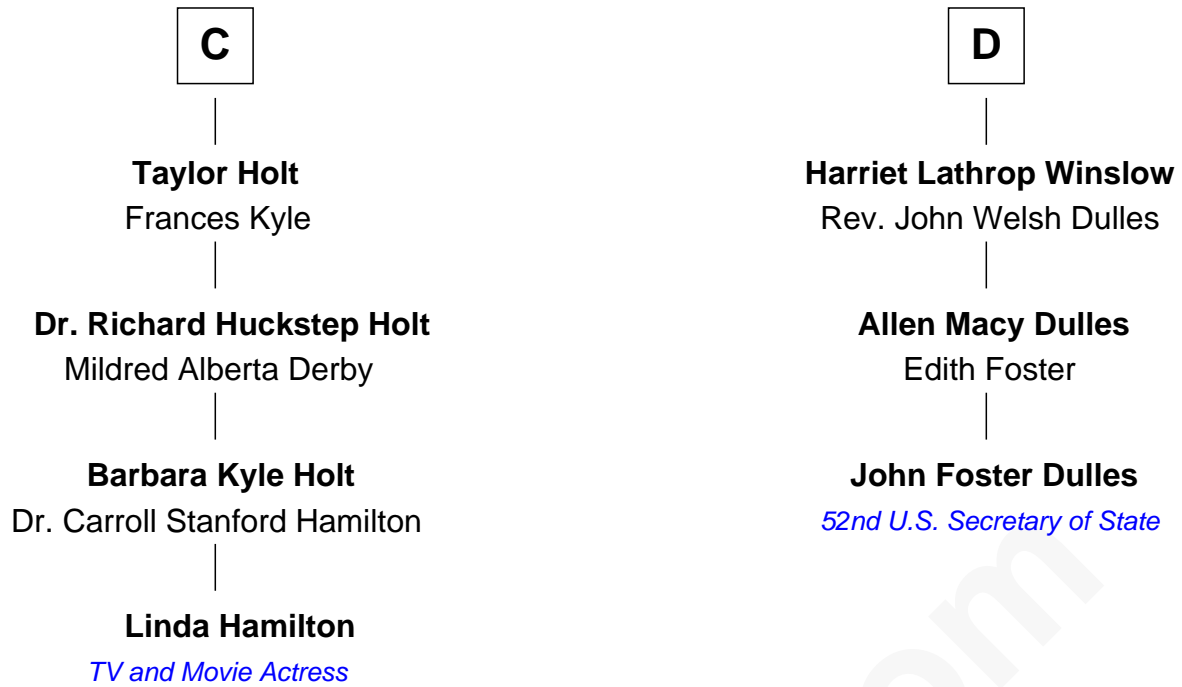 C
Taylor Holt
Frances Kyle
Dr. Richard Huckstep Holt
Mildred Alberta Derby
Barbara Kyle Holt
Dr. Carroll Stanford Hamilton
Linda Hamilton
TV and Movie Actress
D
Harriet Lathrop Winslow
Rev. John Welsh Dulles
Allen Macy Dulles
Edith Foster
John Foster Dulles
52nd U.S. Secretary of State
om